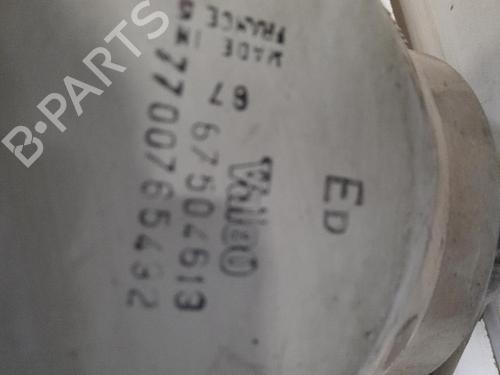 B-PARTS
ED
Valeo
67504613
7700765432
67
MADE
FRANCE